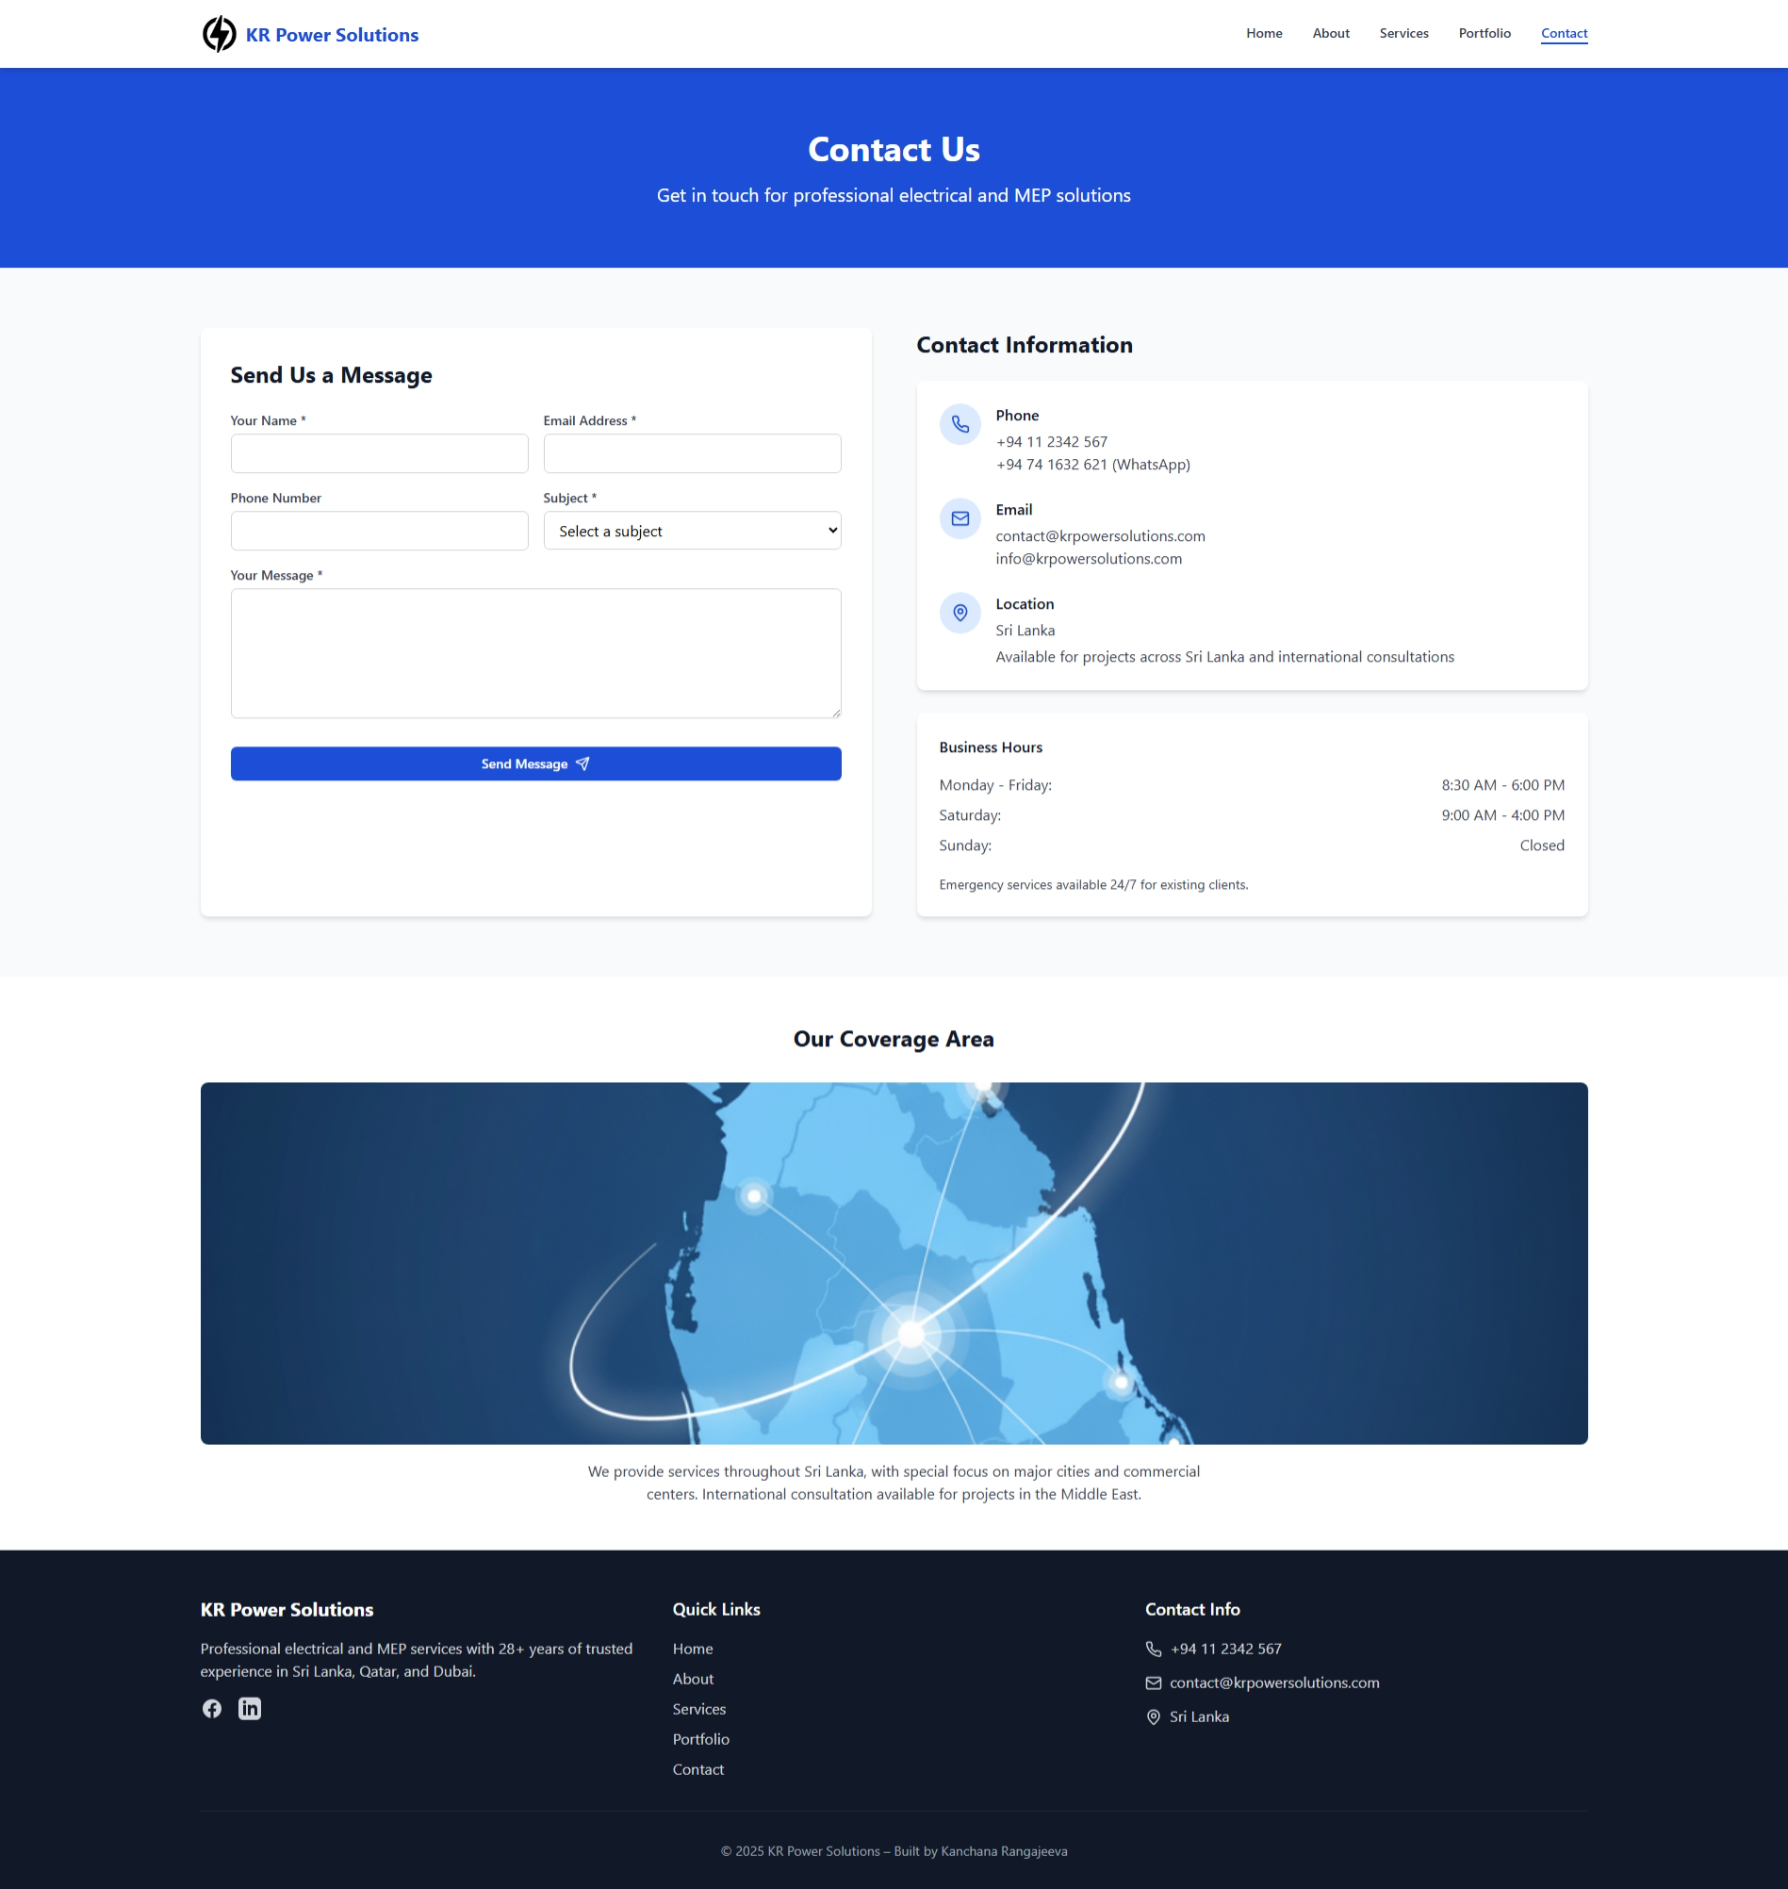 KR Power Solutions
Home
About
Services
Portfolio
Contact
Contact Us
Get in touch for professional electrical and MEP solutions
Send Us a Message
Your Name *
Email Address *
Phone Number
Subject *
Select a subject
Your Message *
Send Message
Contact Information
Phone
+94 11 2342 567
+94 74 1632 621 (WhatsApp)
Email
contact@krpowersolutions.com
info@krpowersolutions.com
Location
Sri Lanka
Available for projects across Sri Lanka and international consultations
Business Hours
Monday - Friday: 8:30 AM - 6:00 PM
Saturday: 9:00 AM - 4:00 PM
Sunday: Closed
Emergency services available 24/7 for existing clients.
Our Coverage Area
We provide services throughout Sri Lanka, with special focus on major cities and commercial
centers. International consultation available for projects in the Middle East.
KR Power Solutions
Professional electrical and MEP services with 28+ years of trusted
experience in Sri Lanka, Qatar, and Dubai.
in
Quick Links
Home
About
Services
Portfolio
Contact
Contact Info
+94 11 2342 567
contact@krpowersolutions.com
Sri Lanka
© 2025 KR Power Solutions – Built by Kanchana Rangajeeva